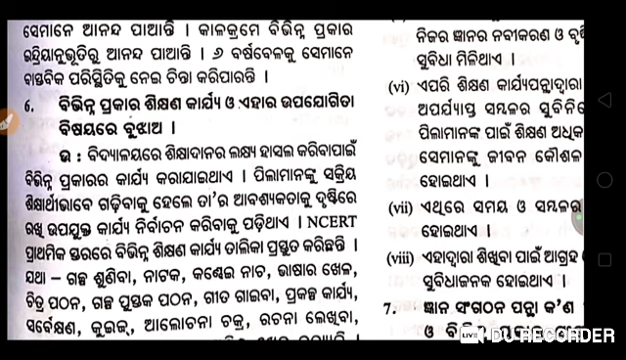 ସେମାନେ ଆନନ୍ଦ ପାଆନ୍ତି । କାଳକ୍ରମେ ବିଭିନ୍ନ ପ୍ରକାର
ଇନ୍ଦ୍ରିୟାନୁଭୂତିରୁ ଆନନ୍ଦ ପାଆନ୍ତି । ୬ ବର୍ଷବେଳକୁ ସେମାନେ
ବାସ୍ତବିକ ପରିସ୍ଥିତିକୁ ନେଇ ଚିନ୍ତା କରିପାରନ୍ତି ।
6. ବିଭିନ୍ନ ପ୍ରକାର ଶିକ୍ଷଣ କାର୍ଯ୍ୟ ଓ ଏହାର ଉପଯୋଗିତା
ବିଷୟରେ ବୁଝାଅ ।
ଉ : ବିଦ୍ୟାଳୟରେ ଶିକ୍ଷାଦାନର ଲକ୍ଷ୍ୟ ହାସଲ କରିବାପାଇଁ
ବିଭିନ୍ନ ପ୍ରକାରର କାର୍ଯ୍ୟ କରାଯାଇଥାଏ । ପିଲାମାନଙ୍କୁ ସକ୍ରିୟ
ଶିକ୍ଷାର୍ଥୀଭାବେ ଗଢ଼ିବାକୁ ହେଲେ ତା'ର ଆବଶ୍ୟକତାକୁ ଦୃଷ୍ଟିରେ
ରଖି ଉପଯୁକ୍ତ କାର୍ଯ୍ୟ ନିର୍ବାଚନ କରିବାକୁ ପଡ଼ିଥାଏ । NCERT
ପ୍ରାଥମିକ ସ୍ତରରେ ବିଭିନ୍ନ ଶିକ୍ଷଣ କାର୍ଯ୍ୟ ତାଲିକା ପ୍ରସ୍ତୁତ କରିଛନ୍ତି ।
ଯଥା – ଗଳ୍ପ ଶୁଣିବା, ନାଟକ, କଣ୍ଢେଇ ନାଚ, ଭାଷାର ଖେଳ,
ଚିତ୍ର ପଠନ, ଗଳ୍ପ ପୁସ୍ତକ ପଠନ, ଗୀତ ଗାଇବା, ପ୍ରକଳ୍ପ କାର୍ଯ୍ୟ,
ସର୍ବେକ୍ଷଣ, କୁଇଜ୍, ଆଲୋଚନା ଚକ୍ର, ରଚନା ଲେଖିବା,
ନିଜର ଜ୍ଞାନର ନବୀକରଣ ଓ
ସୁବିଧା ମିଳିଥାଏ ।
(vi) ଏପରି ଶିକ୍ଷଣ କାର୍ଯ୍ୟପନ୍ଥାଦ୍ୱାରା
ଅପର୍ଯ୍ୟାପ୍ତ ସମ୍ବଳର
ପିଲାମାନଙ୍କ ପାଇଁ ଶିକ୍ଷଣ ଅଧିକ
ସେମାନଙ୍କୁ ଜୀବନ କୌଶଳ
ହୋଇଥାଏ ।
(vii) ଏଥିରେ ସମୟ ଓ ସମ୍ବଳର
ହୋଇଥାଏ ।
(viii) ଏହାଦ୍ୱାରା ଶିଖିବା ପାଇଁ ଆଗ୍ରହ
ସୁବିଧାଜନକ ହୋଇଥାଏ ।
7. ଜ୍ଞାନ ସଂଗଠନ ପନ୍ଥା କ'ଣ
ଓ
DU RECORDER